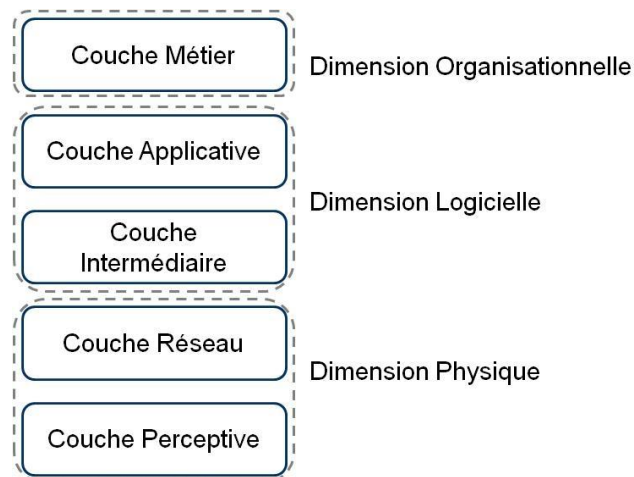 Couche Métier
Dimension Organisationnelle
Couche Applicative
Dimension Logicielle
Couche
Intermédiaire
Couche Réseau
Dimension Physique
Couche Perceptive